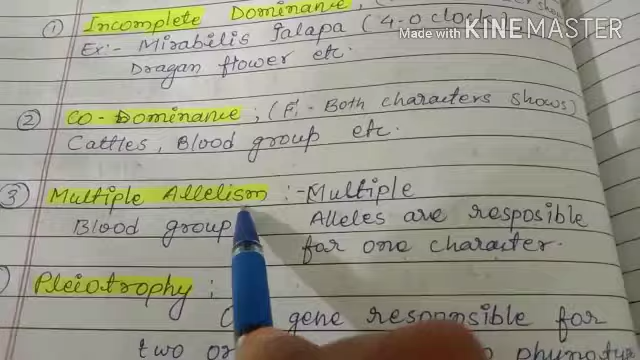 ① Incomplete Dominance,
Ex:- Mirabilis Jalapa (4-O clock)
Dragan flower etc.
Made with KINEMASTER
② Co-Dominance ; (F1- Both characters shows)
Cattles, Blood group etc.
③ Multiple Allelism :- Multiple
Blood group Alleles are resposible
for one character.
Pleiotrophy :
gene responsible for
two